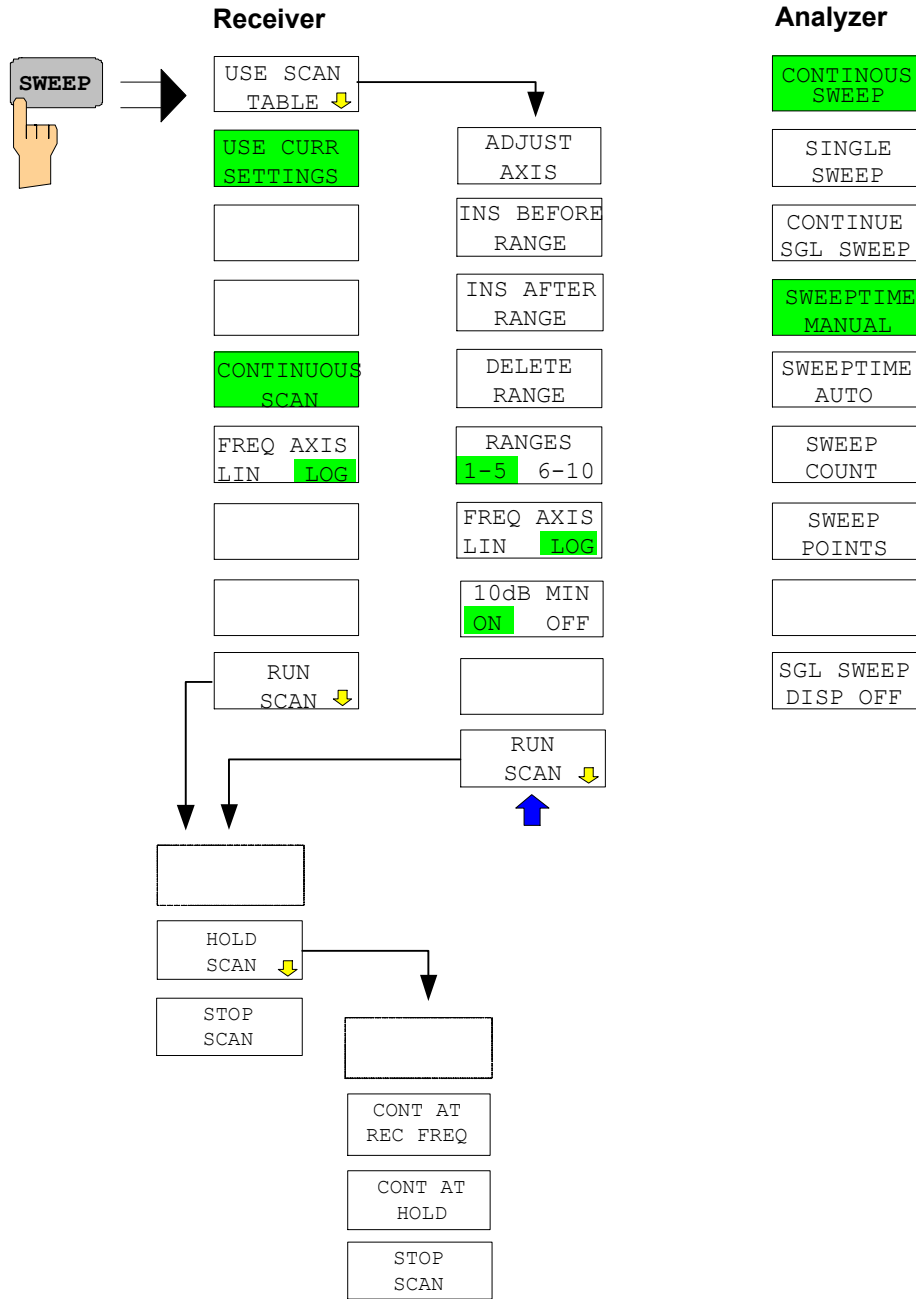 Receiver
Analyzer
SWEEP
USE SCAN
TABLE
USE CURR
SETTINGS
CONTINUOUS
SCAN
FREQ AXIS
LIN LOG
RUN
SCAN
ADJUST
AXIS
INS BEFORE
RANGE
INS AFTER
RANGE
DELETE
RANGE
RANGES
1-5 6-10
FREQ AXIS
LIN LOG
10dB MIN
ON OFF
RUN
SCAN
CONTINOUS
SWEEP
SINGLE
SWEEP
CONTINUE
SGL SWEEP
SWEEPTIME
MANUAL
SWEEPTIME
AUTO
SWEEP
COUNT
SWEEP
POINTS
SGL SWEEP
DISP OFF
HOLD
SCAN
STOP
SCAN
CONT AT
REC FREQ
CONT AT
HOLD
STOP
SCAN